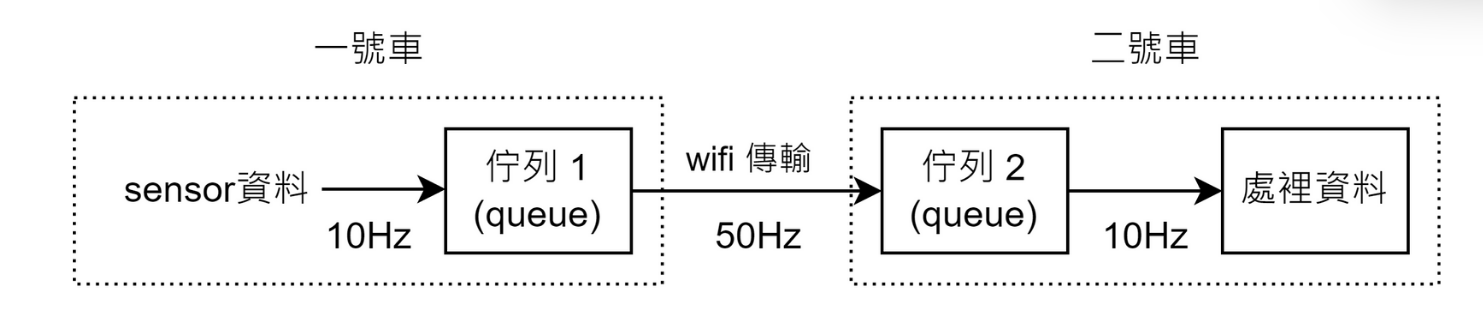 一號車
二號車
sensor資料
10Hz
佇列 1
(queue)
wifi 傳輸
50Hz
佇列 2
(queue)
10Hz
處裡資料